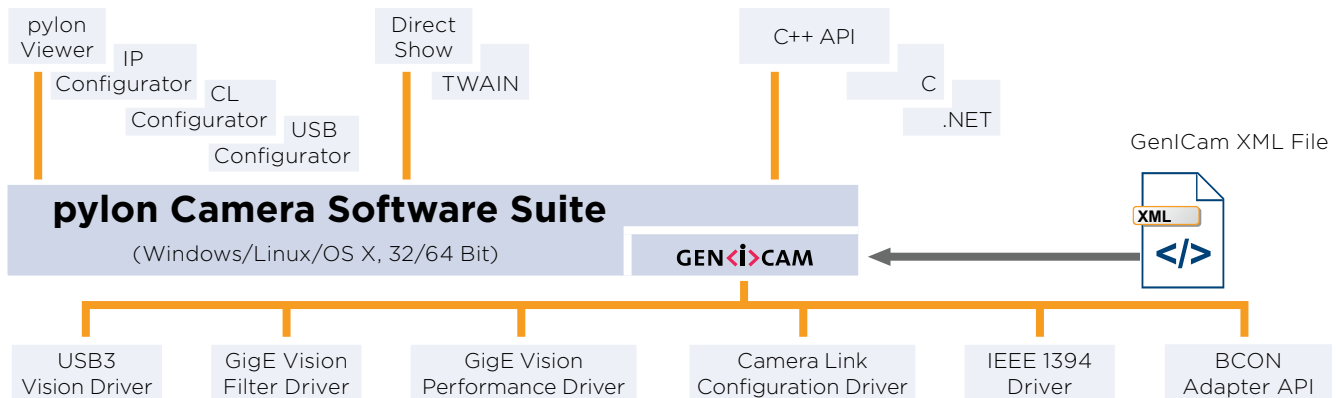 pylon
Viewer
IP
Configurator
CL
Configurator
USB
Configurator
Direct
Show
TWAIN
C++ API
C
.NET
GenICam XML File
XML
</>
pylon Camera Software Suite
(Windows/Linux/OS X, 32/64 Bit)
GEN<i>CAM
USB3
Vision Driver
GigE Vision
Filter Driver
GigE Vision
Performance Driver
Camera Link
Configuration Driver
IEEE 1394
Driver
BCON
Adapter API